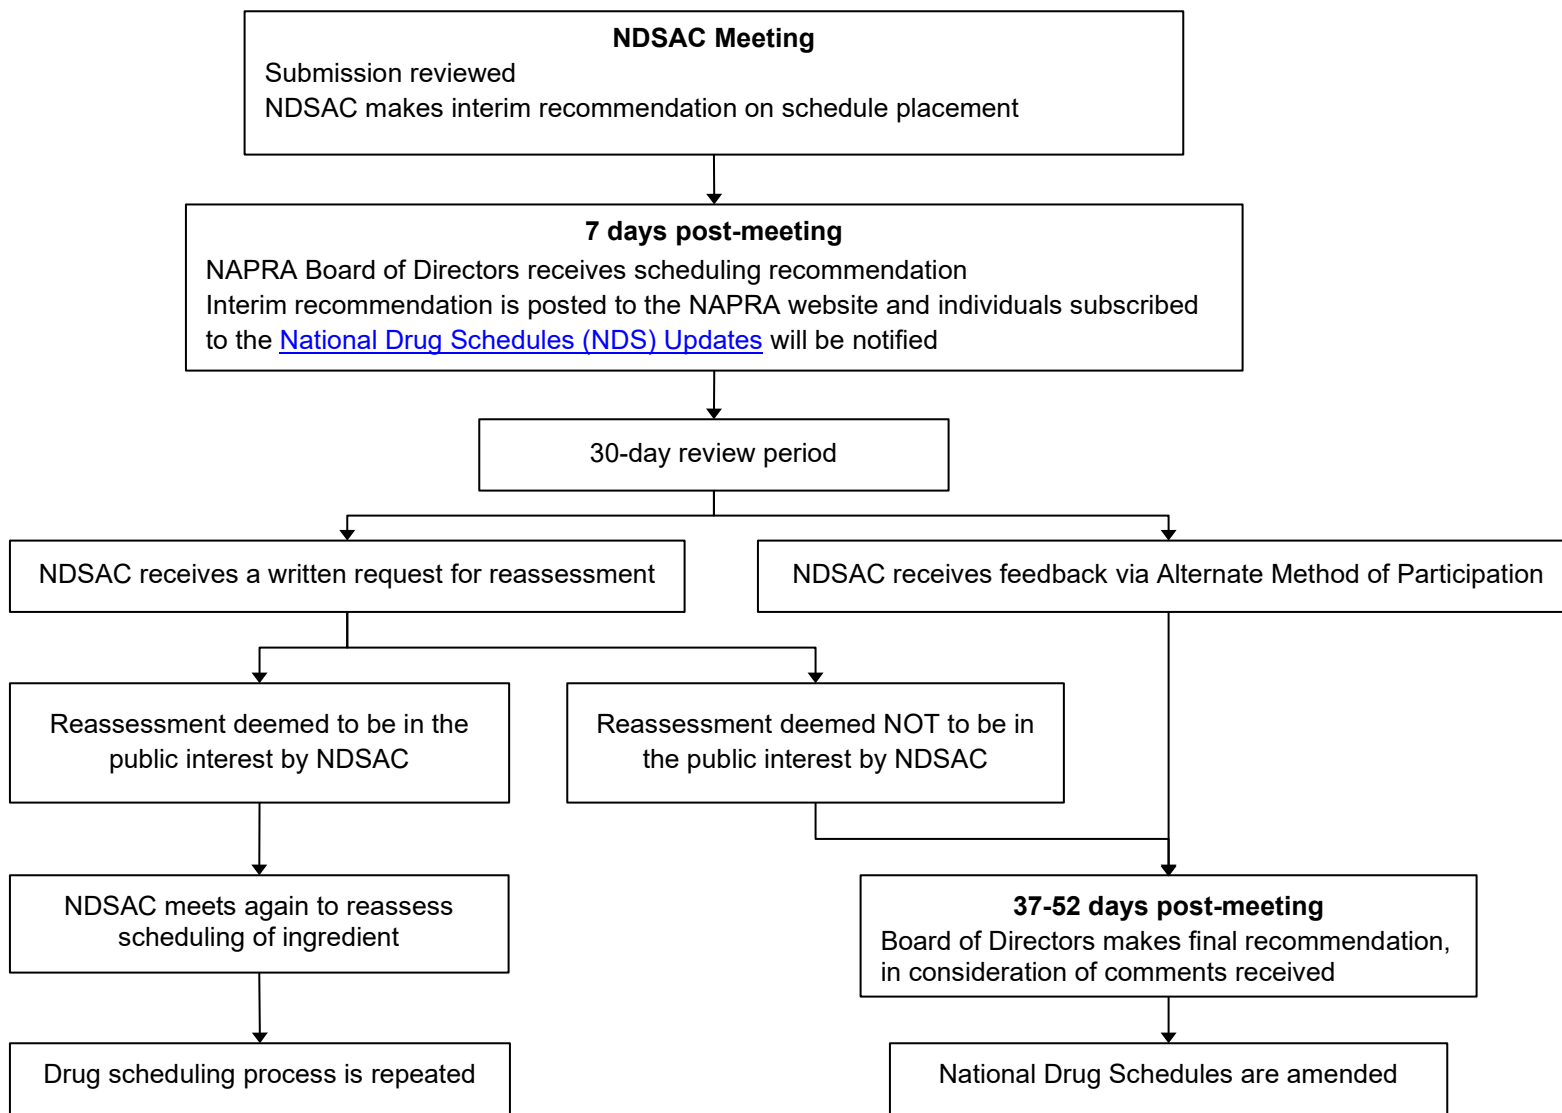 NDSAC Meeting
Submission reviewed
NDSAC makes interim recommendation on schedule placement
7 days post-meeting
NAPRA Board of Directors receives scheduling recommendation
Interim recommendation is posted to the NAPRA website and individuals subscribed
to the National Drug Schedules (NDS) Updates will be notified
30-day review period
NDSAC receives a written request for reassessment
NDSAC receives feedback via Alternate Method of Participation
Reassessment deemed to be in the
public interest by NDSAC
Reassessment deemed NOT to be in
the public interest by NDSAC
NDSAC meets again to reassess
scheduling of ingredient
37-52 days post-meeting
Board of Directors makes final recommendation,
in consideration of comments received
Drug scheduling process is repeated
National Drug Schedules are amended